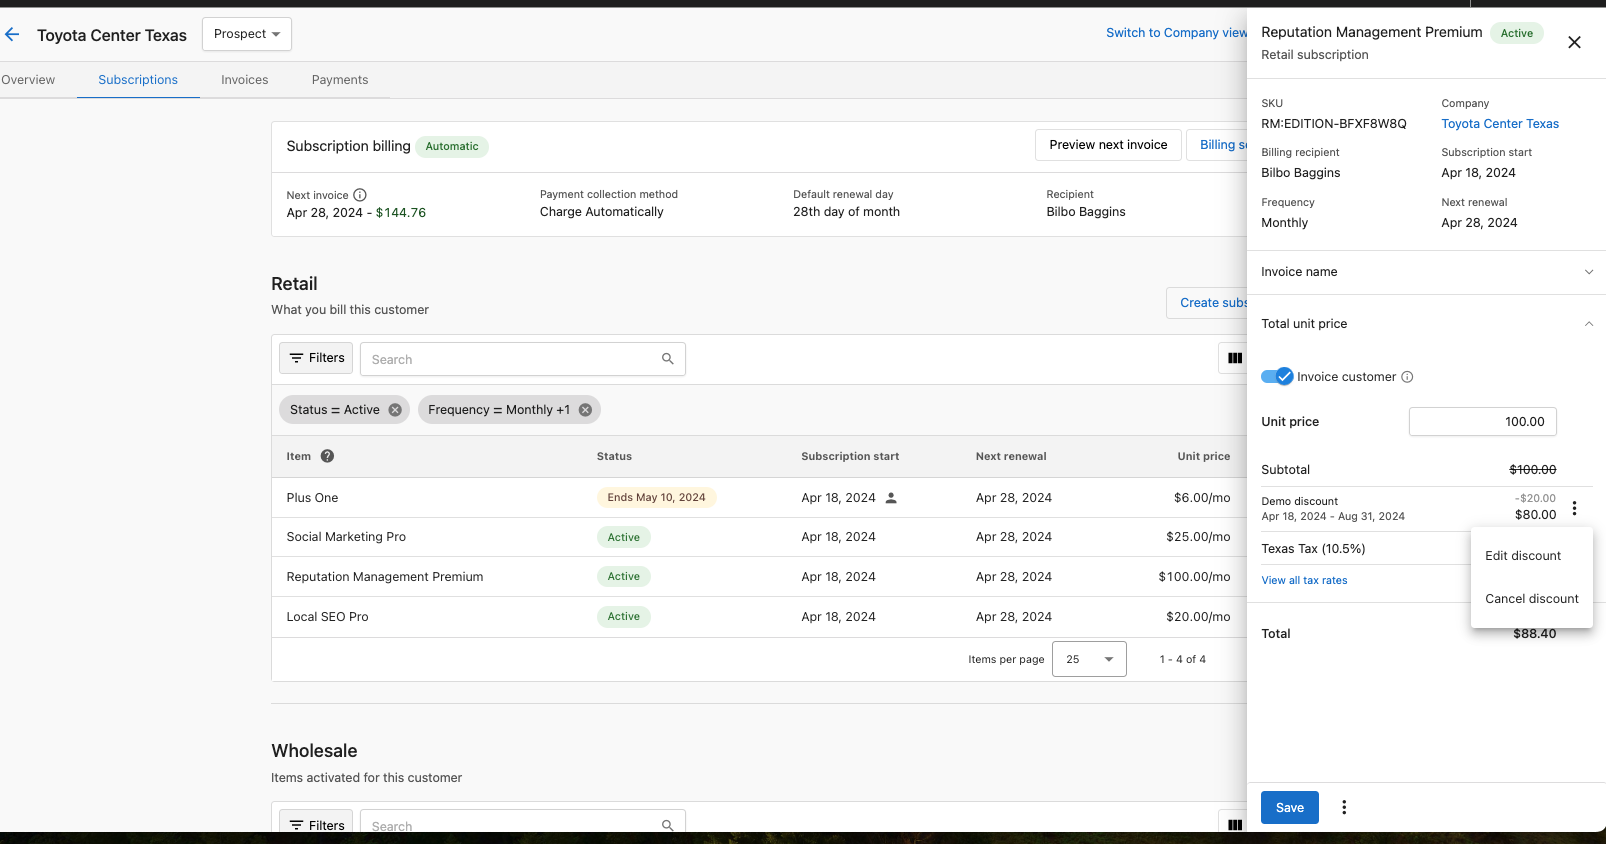 Toyota Center Texas
Prospect
Switch to Company view
Overview
Subscriptions
Invoices
Payments
Subscription billing
Automatic
Preview next invoice
Billing s
Next invoice
Apr 28, 2024 - $144.76
Payment collection method
Charge Automatically
Default renewal day
28th day of month
Recipient
Bilbo Baggins
Retail
What you bill this customer
Create subs
Filters
Search
Status = Active
Frequency = Monthly +1
Item
Status
Subscription start
Next renewal
Unit price
Plus One
Ends May 10, 2024
Apr 18, 2024
Apr 28, 2024
$6.00/mo
Social Marketing Pro
Active
Apr 18, 2024
Apr 28, 2024
$25.00/mo
Reputation Management Premium
Active
Apr 18, 2024
Apr 28, 2024
$100.00/mo
Local SEO Pro
Active
Apr 18, 2024
Apr 28, 2024
$20.00/mo
Items per page
25
1 - 4 of 4
Wholesale
Items activated for this customer
Filters
Search
Reputation Management Premium
Active
Retail subscription
SKU
RM:EDITION-BFXF8W8Q
Company
Toyota Center Texas
Billing recipient
Bilbo Baggins
Subscription start
Apr 18, 2024
Frequency
Monthly
Next renewal
Apr 28, 2024
Invoice name
Total unit price
Invoice customer
Unit price
100.00
Subtotal
$100.00
Demo discount
-$20.00
Apr 18, 2024 - Aug 31, 2024
$80.00
Texas Tax (10.5%)
View all tax rates
Edit discount
Cancel discount
Total
$88.40
Save